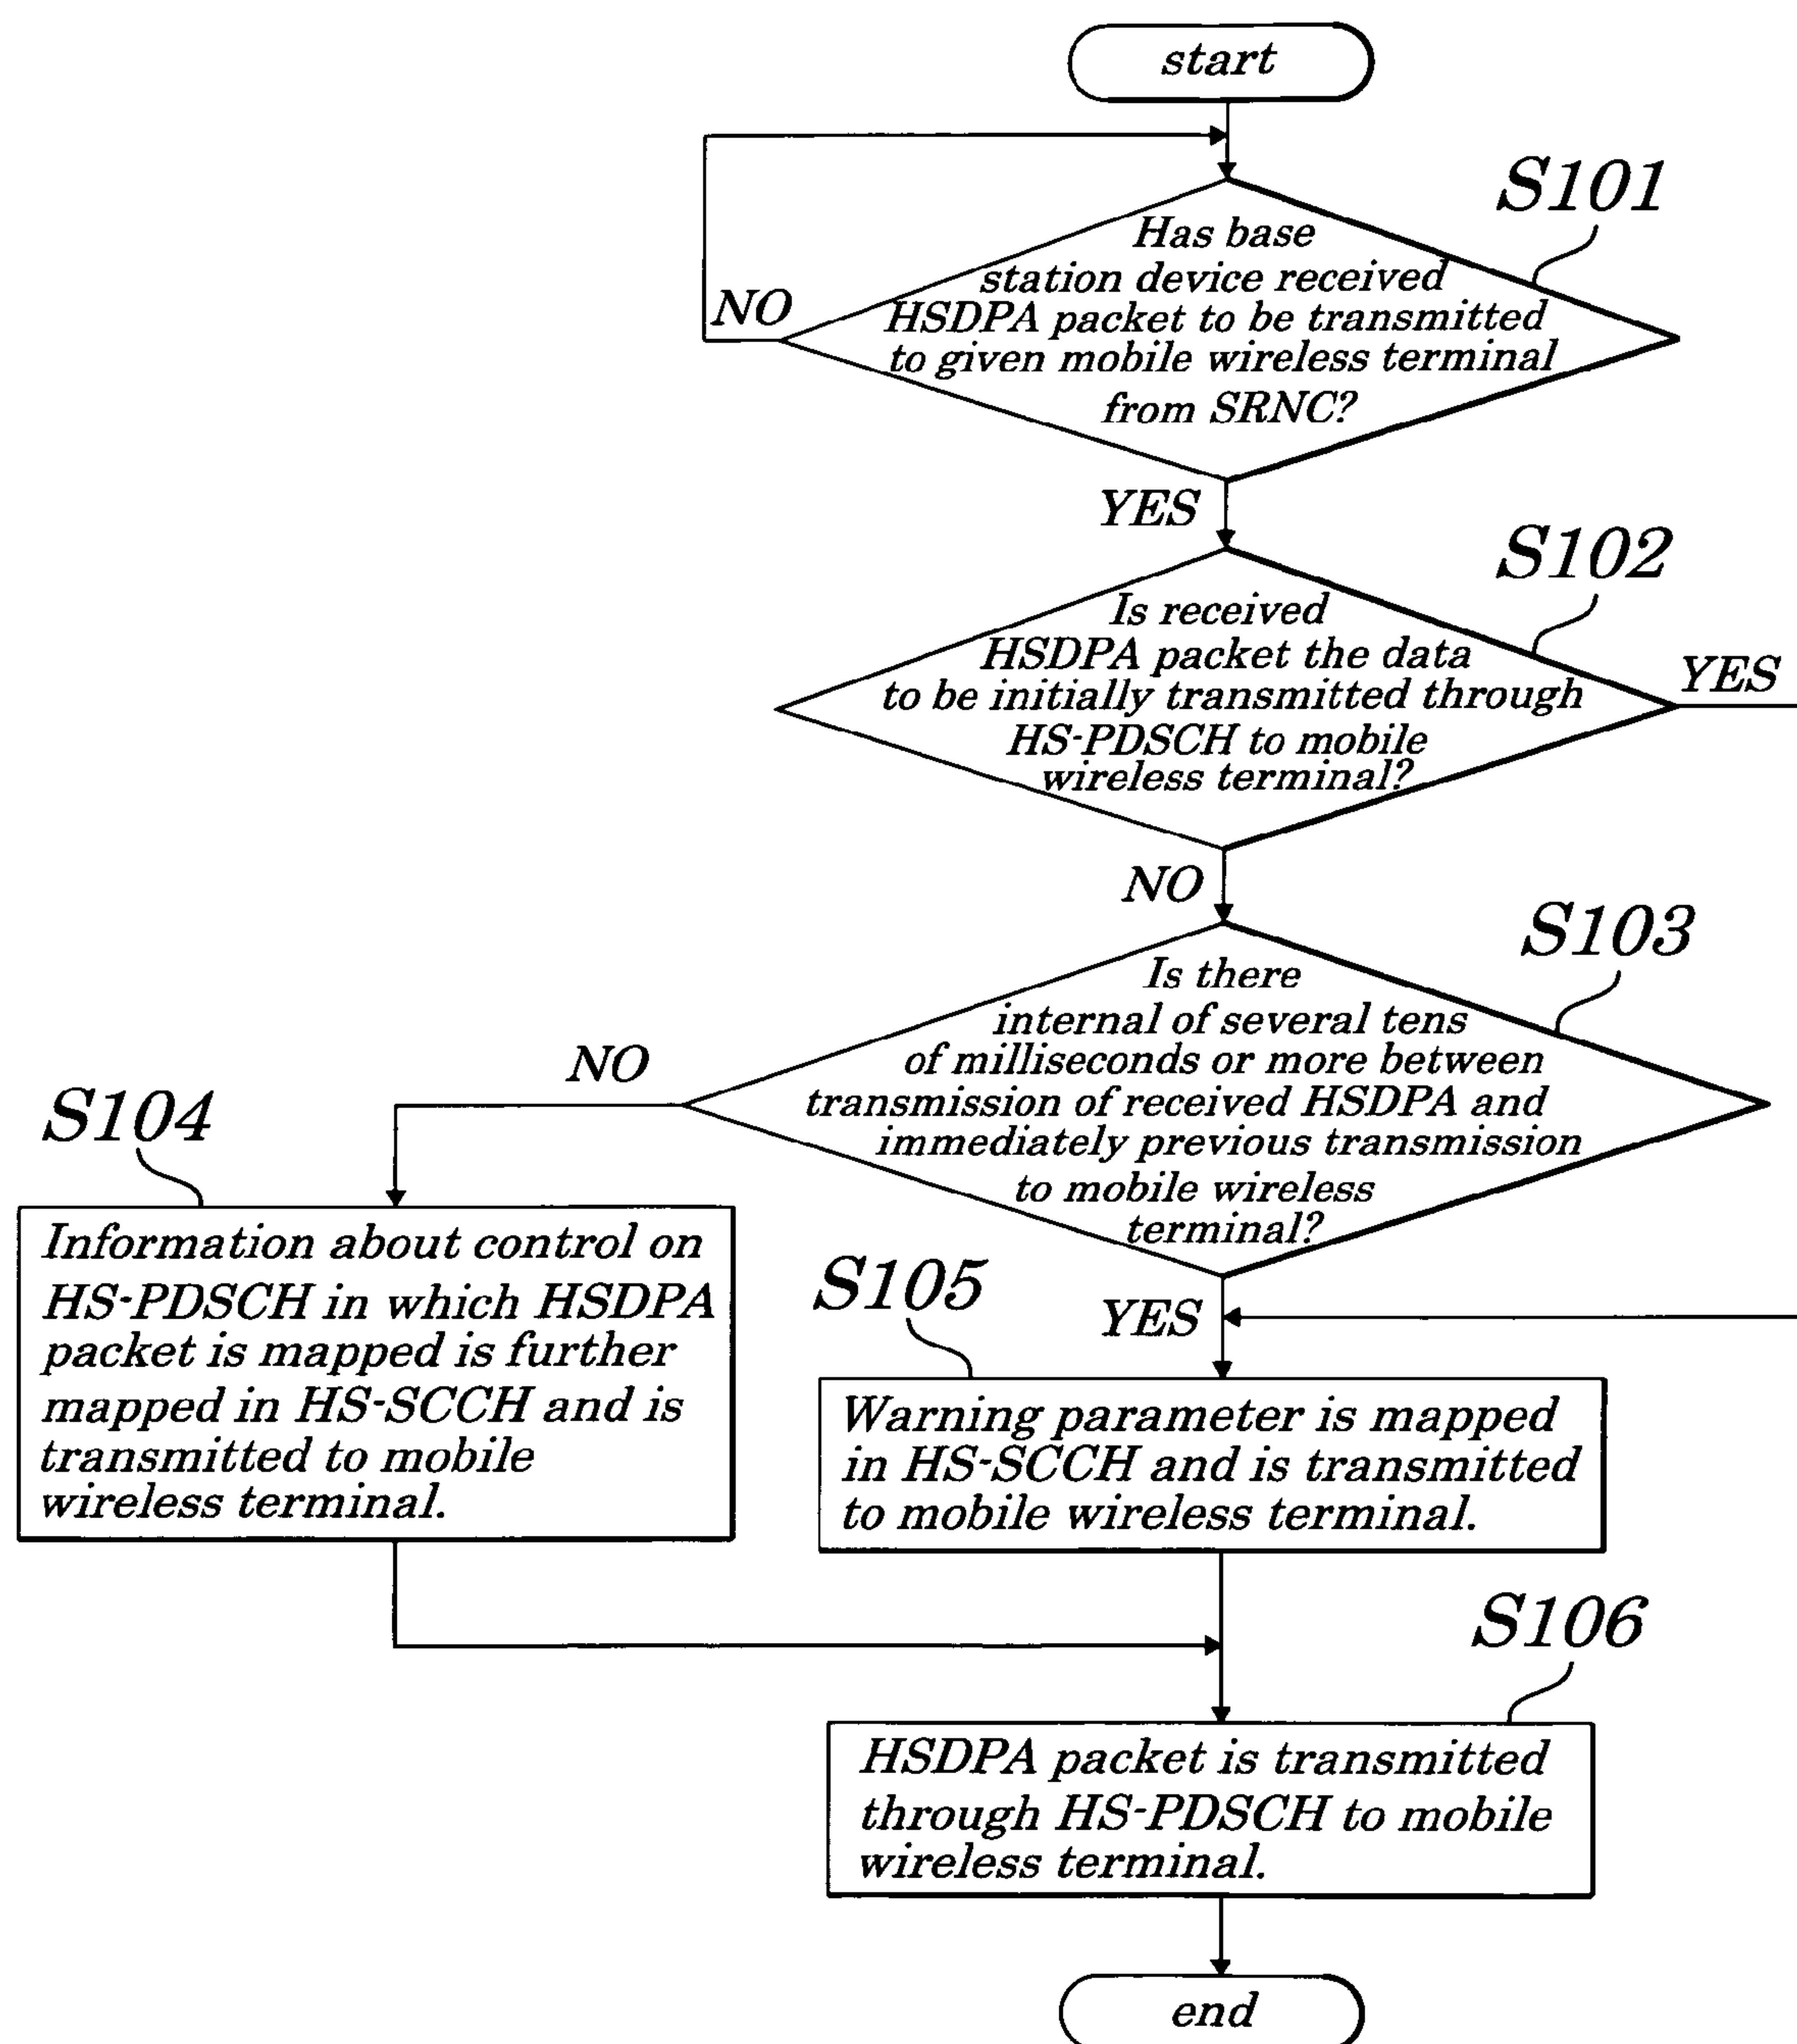 start
S101
Has base
station device received
HSDPA packet to be transmitted
to given mobile wireless terminal
from SRNC?
NO
YES
S102
Is received
HSDPA packet the data
to be initially transmitted through
HS-PDSCH to mobile
wireless terminal?
YES
NO
S103
Is there
internal of several tens
of milliseconds or more between
transmission of received HSDPA and
immediately previous transmission
to mobile wireless
terminal?
NO
YES
S104
Information about control on
HS-PDSCH in which HSDPA
packet is mapped is further
mapped in HS-SCCH and is
transmitted to mobile
wireless terminal.
S105
Warning parameter is mapped
in HS-SCCH and is transmitted
to mobile wireless terminal.
S106
HSDPA packet is transmitted
through HS-PDSCH to mobile
wireless terminal.
end